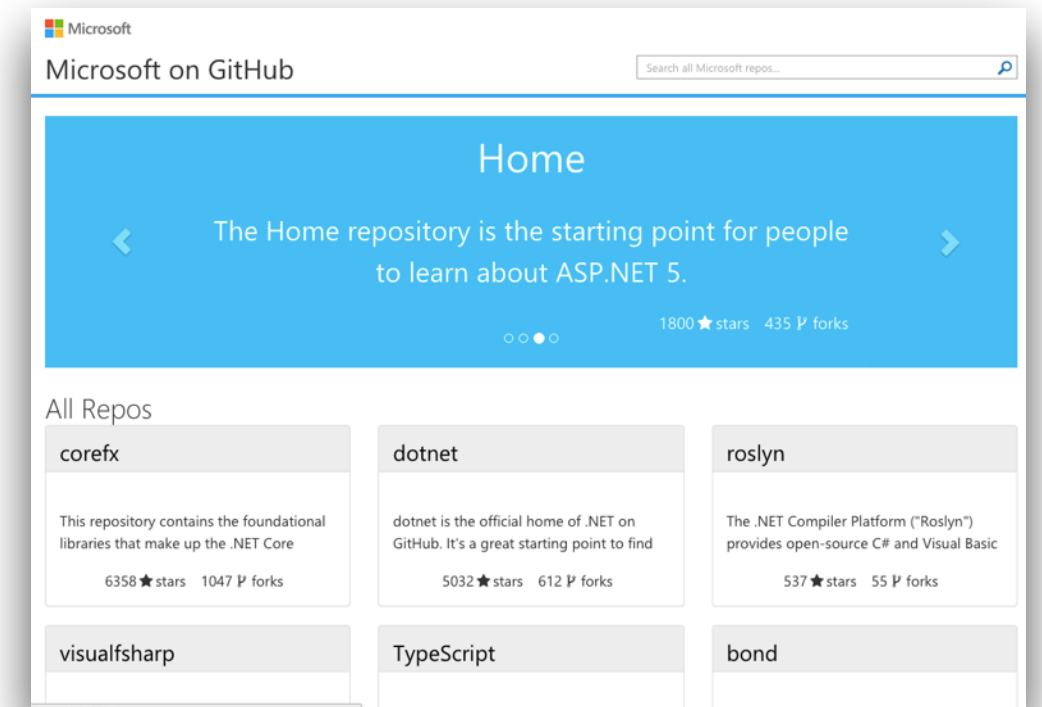 Microsoft
Microsoft on GitHub
Search all Microsoft repos...
Home
The Home repository is the starting point for people
to learn about ASP.NET 5.
1800 stars 435 forks
All Repos
corefx
This repository contains the foundational
libraries that make up the .NET Core
6358 stars 1047 forks
dotnet
dotnet is the official home of .NET on
GitHub. It's a great starting point to find
5032 stars 612 forks
roslyn
The .NET Compiler Platform ("Roslyn")
provides open-source C# and Visual Basic
537 stars 55 forks
visualfsharp
TypeScript
bond